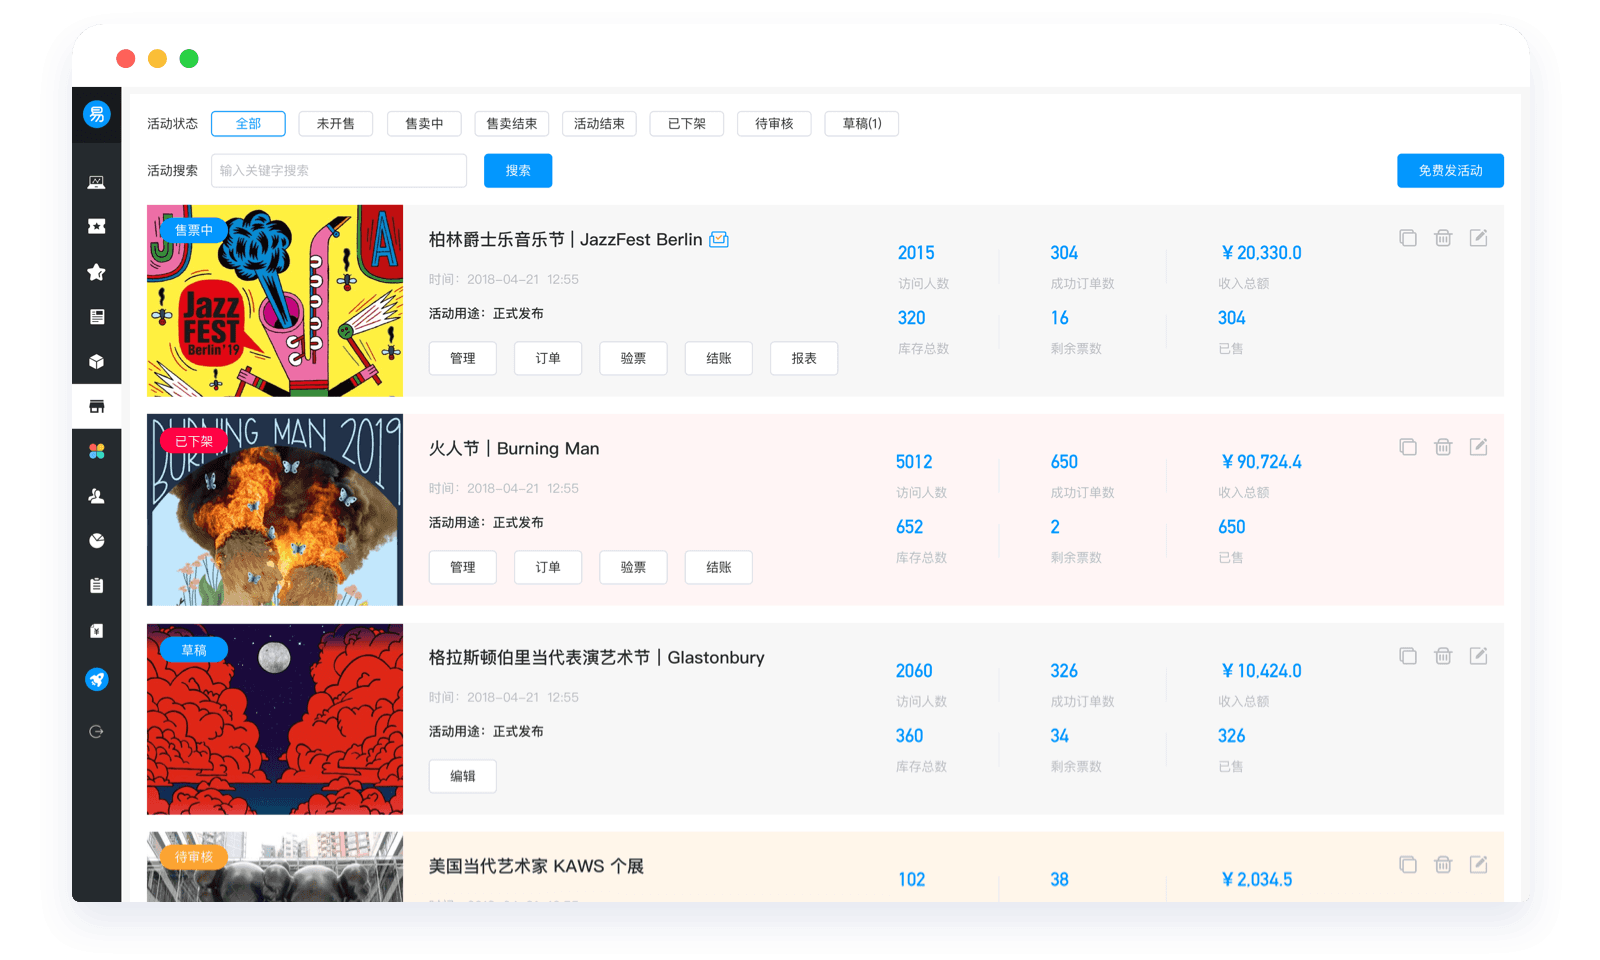 易
活动状态 全部 未开售 售卖中 售卖结束 活动结束 已下架 待审核 草稿(1)
活动搜索 输入关键字搜索 搜索 免费发活动
售票中
J A
Jazz
FEST
Berlin'19
柏林爵士乐音乐节 | JazzFest Berlin
时间：2018-04-21 12:55
活动用途：正式发布
管理 订单 验票 结账 报表
2015 304 ¥ 20,330.0
访问人数 成功订单数 收入总额
320 16 304
库存总数 剩余票数 已售
已下架
BURNING MAN 2019
BURNING MAN
火人节 | Burning Man
时间：2018-04-21 12:55
活动用途：正式发布
管理 订单 验票 结账
5012 650 ¥ 90,724.4
访问人数 成功订单数 收入总额
652 2 650
库存总数 剩余票数 已售
草稿
格拉斯顿伯里当代表演艺术节 | Glastonbury
时间：2018-04-21 12:55
活动用途：正式发布
编辑
2060 326 ¥ 10,424.0
访问人数 成功订单数 收入总额
360 34 326
库存总数 剩余票数 已售
待审核
美国当代艺术家 KAWS 个展
102 38 ¥ 2,034.5